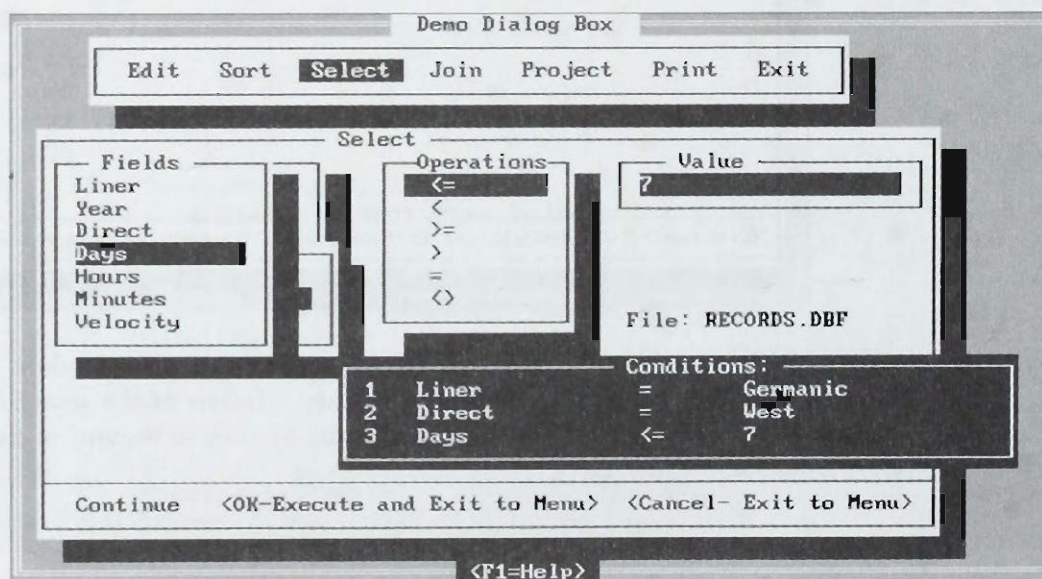 Demo Dialog Box
Edit Sort Select Join Project Print Exit
Select
Fields
Liner
Year
Direct
Days
Hours
Minutes
Velocity
Operations
<=
<
>=
>
=
<>
Value
7
File: RECORDS.DBF
Conditions:
1 Liner = Germanic
2 Direct = West
3 Days <= 7
Continue <OK-Execute and Exit to Menu> <Cancel- Exit to Menu>
<F1=Help>